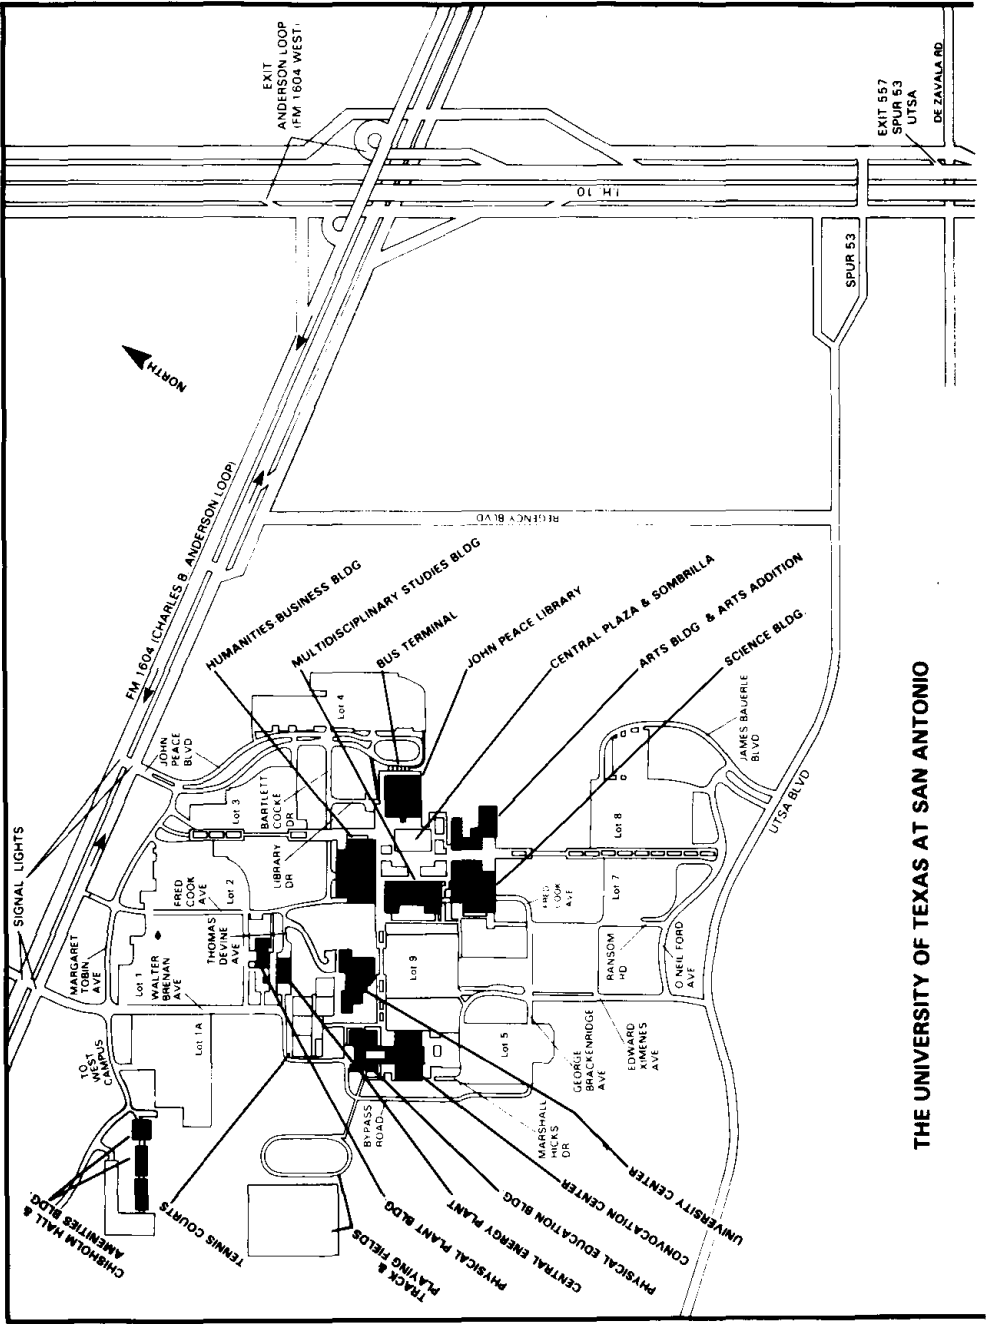 EXIT
ANDERSON LOOP
(FM 1604 WEST)
EXIT 557
SPUR 53
UTSA
DE ZAVALA RD
I.H. 10
SPUR 53
NORTH
FM 1604 (CHARLES B. ANDERSON LOOP)
REGENCY BLVD
HUMANITIES-BUSINESS BLDG
MULTIDISCIPLINARY STUDIES BLDG
BUS TERMINAL
JOHN PEACE LIBRARY
CENTRAL PLAZA & SOMBRILLA
ARTS BLDG & ARTS ADDITION
SCIENCE BLDG.
SIGNAL LIGHTS
JOHN
PEACE
BLVD
Lot 4
JAMES BAUERLE
BLVD
UTSA BLVD
Lot 3
BARTLETT
COCKE
DR
LIBRARY
DR
Lot 8
FRED
COOK
AVE
Lot 2
THOMAS
DEVINE
AVE
FRED
COOK
AVE
Lot 7
MARGARET
TOBIN
AVE
Lot 1
WALTER
BRENAN
AVE
Lot 9
RANSOM
RD
O'NEIL FORD
AVE
TO
WEST
CAMPUS
Lot 1A
Lot 5
GEORGE
BRACKENRIDGE
AVE
EDWARD
XIMENES
AVE
BYPASS
ROAD
MARSHALL
HICKS
DR
CHISHOLM HALL &
AMENITIES BLDG.
TENNIS COURTS
TRACK &
PLAYING FIELDS
PHYSICAL PLANT BLDG
CENTRAL ENERGY PLANT
PHYSICAL EDUCATION BLDG
CONVOCATION CENTER
UNIVERSITY CENTER
THE UNIVERSITY OF TEXAS AT SAN ANTONIO